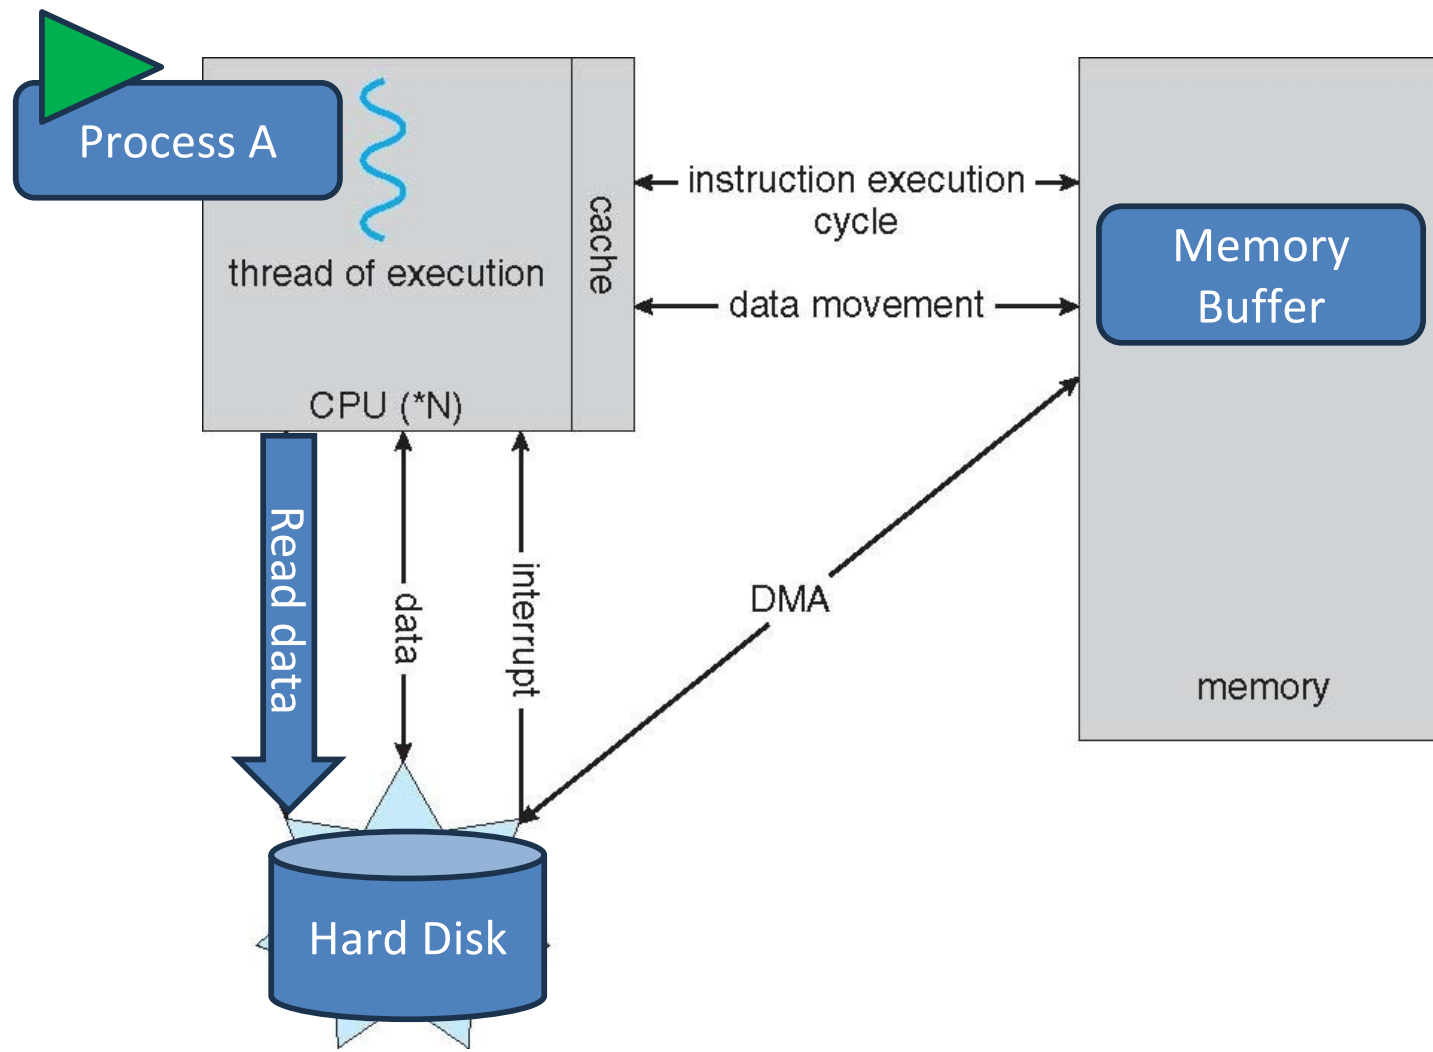 Process A
thread of execution
CPU (*N)
cache
instruction execution
cycle
data movement
Memory
Buffer
Read data
data
interrupt
DMA
memory
Hard Disk